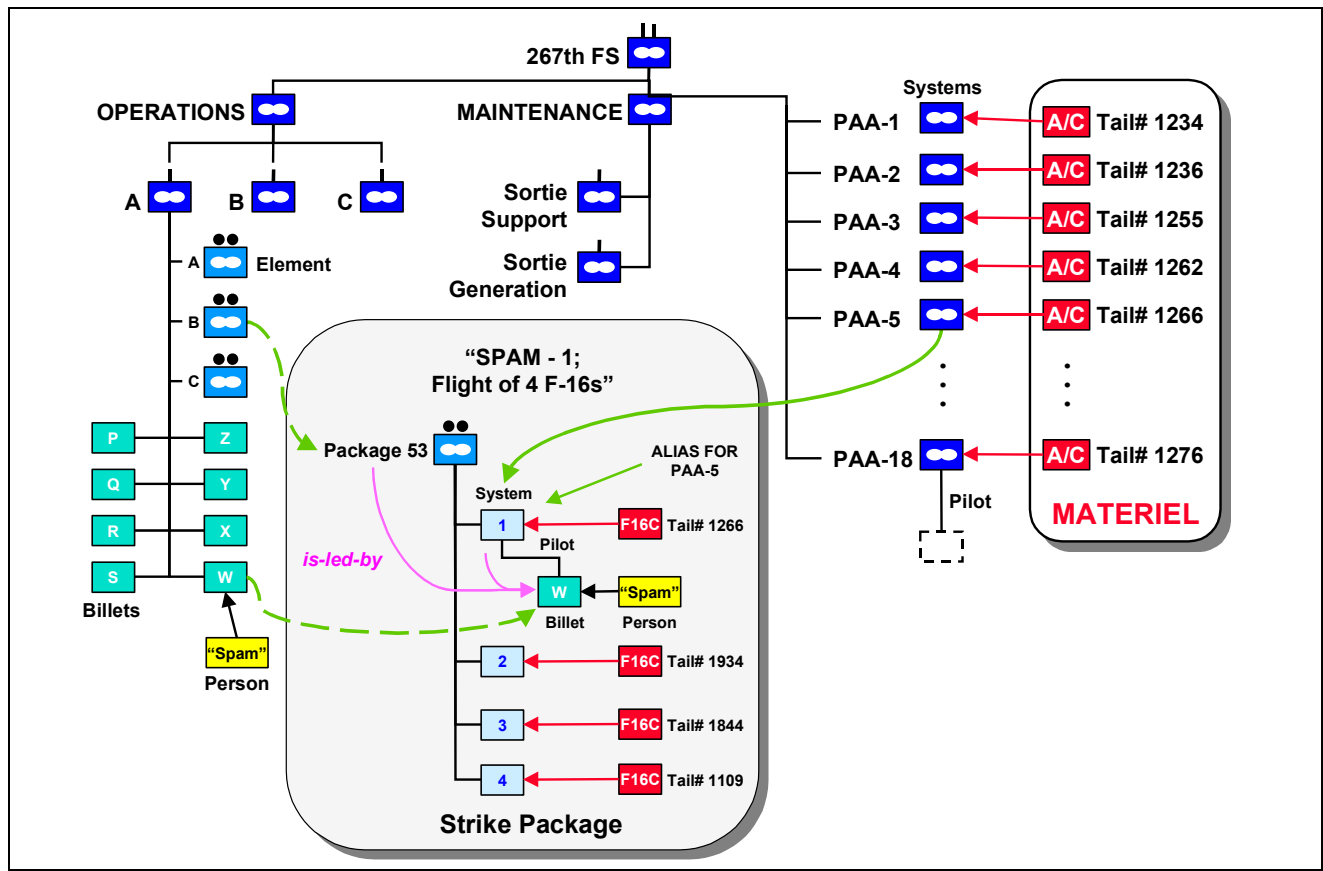 267th FS
OPERATIONS
MAINTENANCE
A
B
C
A
Element
B
C
P
Z
Q
Y
R
X
S
W
Billets
“Spam”
Person
Sortie
Support
Sortie
Generation
Systems
PAA-1
A/C
Tail# 1234
PAA-2
A/C
Tail# 1236
PAA-3
A/C
Tail# 1255
PAA-4
A/C
Tail# 1262
PAA-5
A/C
Tail# 1266
PAA-18
A/C
Tail# 1276
Pilot
MATERIEL
“SPAM - 1;
Flight of 4 F-16s”
Package 53
ALIAS FOR
PAA-5
System
1
F16C
Tail# 1266
Pilot
is-led-by
W
“Spam”
Billet
Person
2
F16C
Tail# 1934
3
F16C
Tail# 1844
4
F16C
Tail# 1109
Strike Package